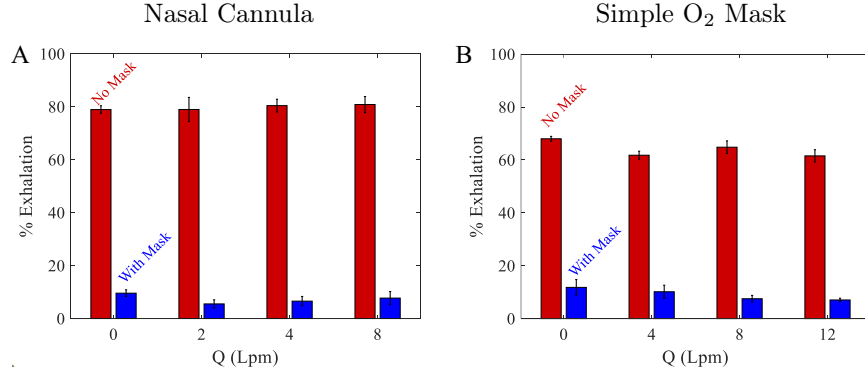 Nasal Cannula
A
100
80
60
40
20
0
% Exhalation
No Mask
With Mask
0 2 4 8
Q (Lpm)
Simple O₂ Mask
B
100
80
60
40
20
0
% Exhalation
No Mask
With Mask
0 4 8 12
Q (Lpm)